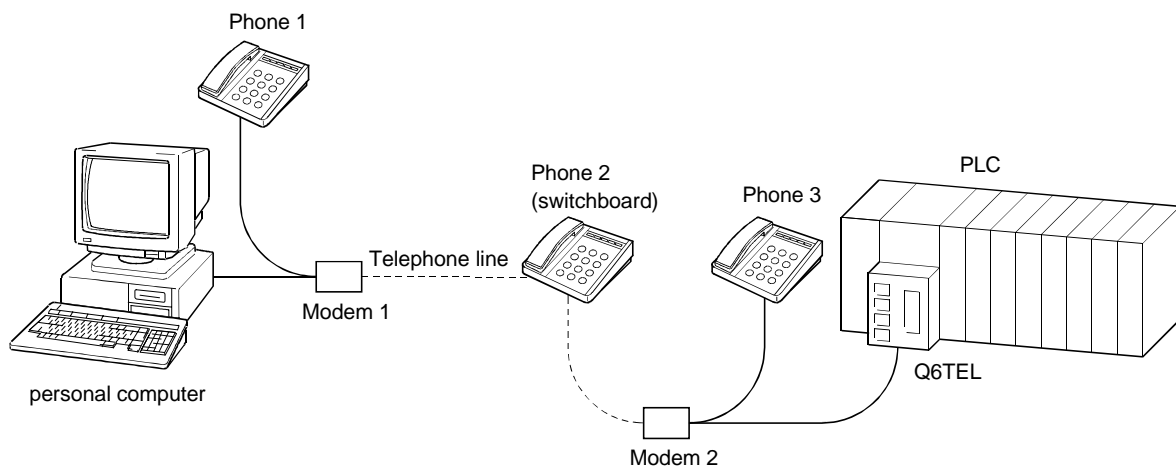 Phone 1
Phone 2
(switchboard)
Phone 3
PLC
Telephone line
Modem 1
personal computer
Q6TEL
Modem 2